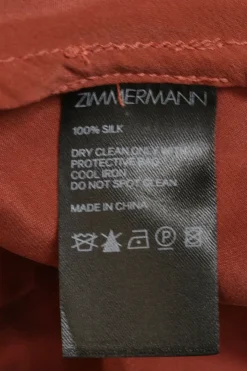 ZIMMERMANN
100% SILK
DRY CLEAN ONLY WITHIN
PROTECTIVE BAG
COOL IRON
DO NOT SPOT CLEAN
MADE IN CHINA
P